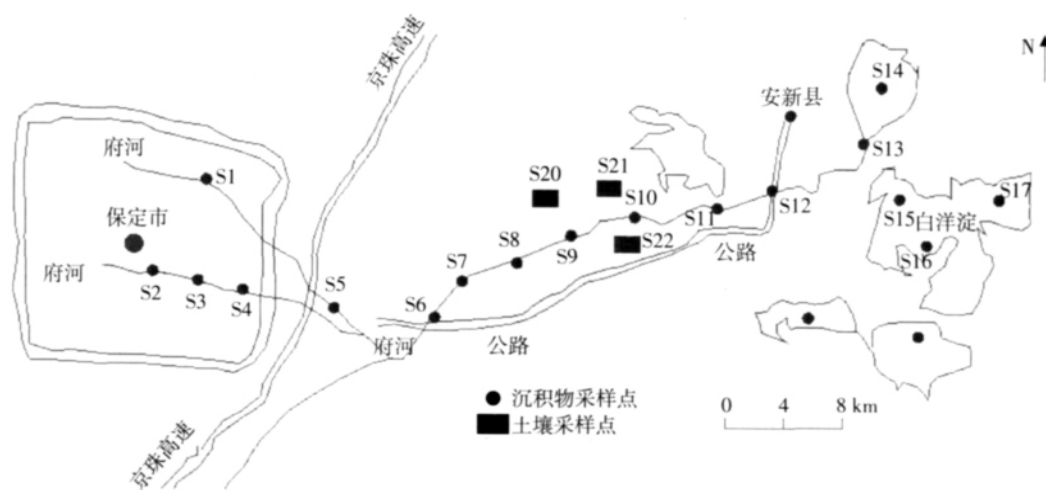 京珠高速
N
S14
安新县
府河
S13
S1
S20
S21
S10
S17
保定市
S11
S12
S15
白洋淀
S8
S22
S16
府河
S7
S9
公路
S2
S3
S4
S5
S6
府河
公路
沉积物采样点
土壤采样点
0 4 8 km
京珠高速